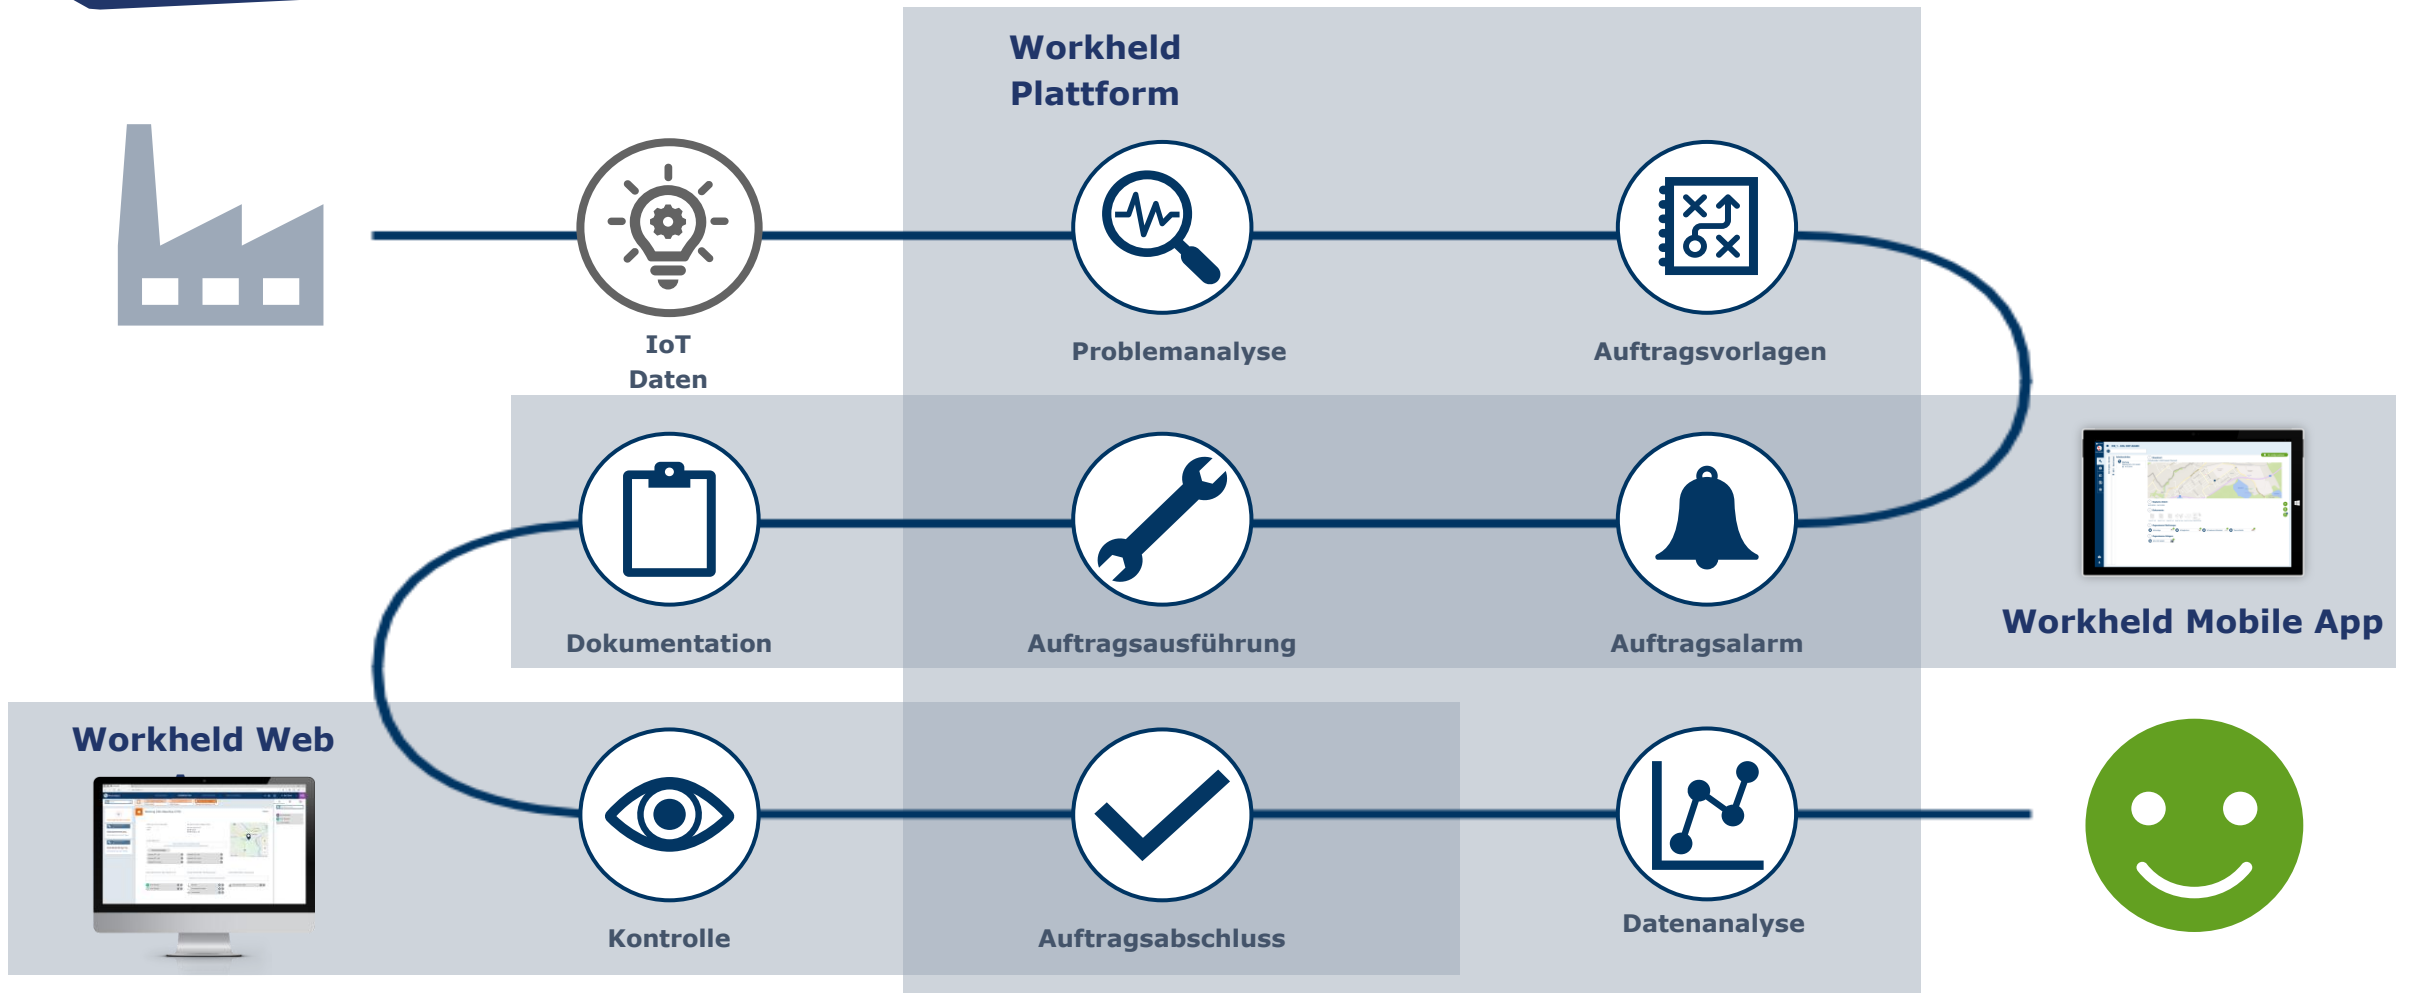 Workheld
Plattform
IoT
Daten
Problemanalyse
Auftragsvorlagen
Dokumentation
Auftragsausführung
Auftragsalarm
Workheld Mobile App
Workheld Web
Kontrolle
Auftragsabschluss
Datenanalyse